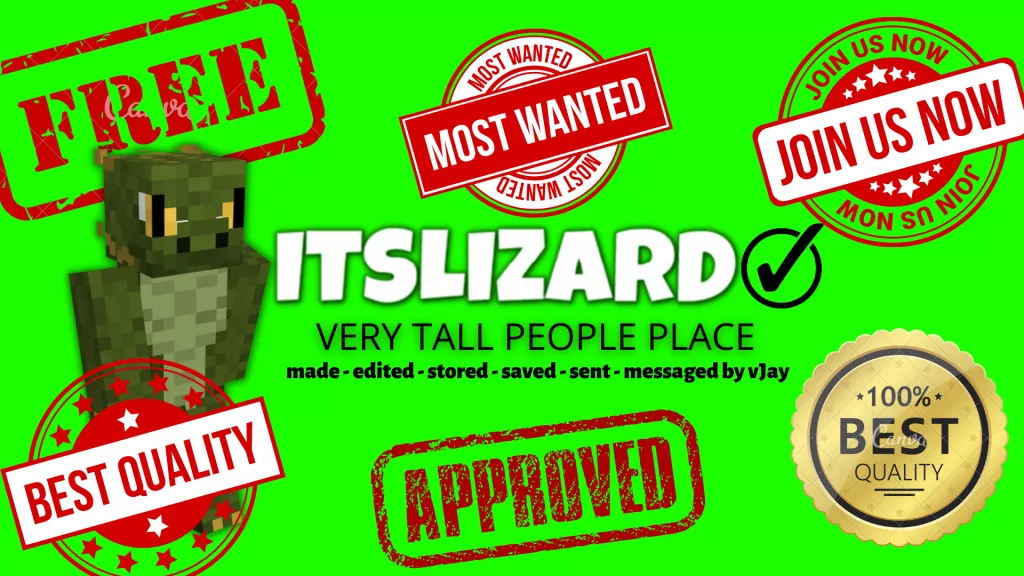 FREE
Canva
MOST WANTED
MOST WANTED
MOST WANTED
JOIN US NOW
JOIN US NOW
JOIN US NOW
ITSLIZARD
VERY TALL PEOPLE PLACE
made - edited - stored - saved - sent - messaged by vJay
BEST QUALITY
APPROVED
100%
BEST
Canva
QUALITY